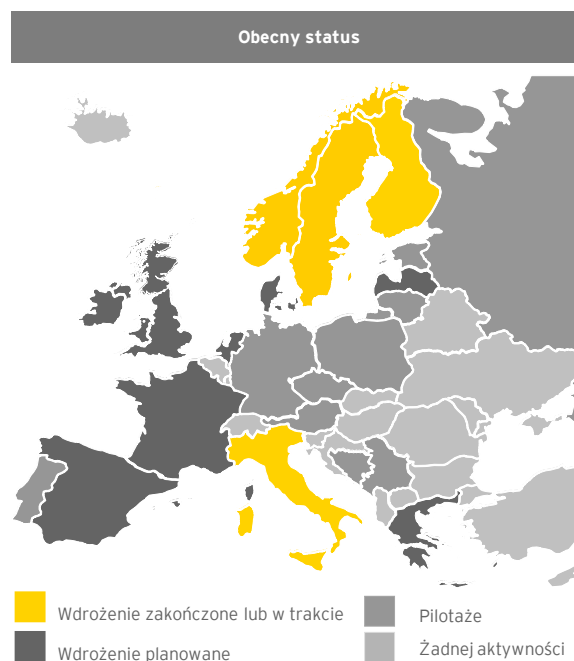 Obecny status
Wdrożenie zakończone lub w trakcie
Pilotaże
Wdrożenie planowane
Żadnej aktywności